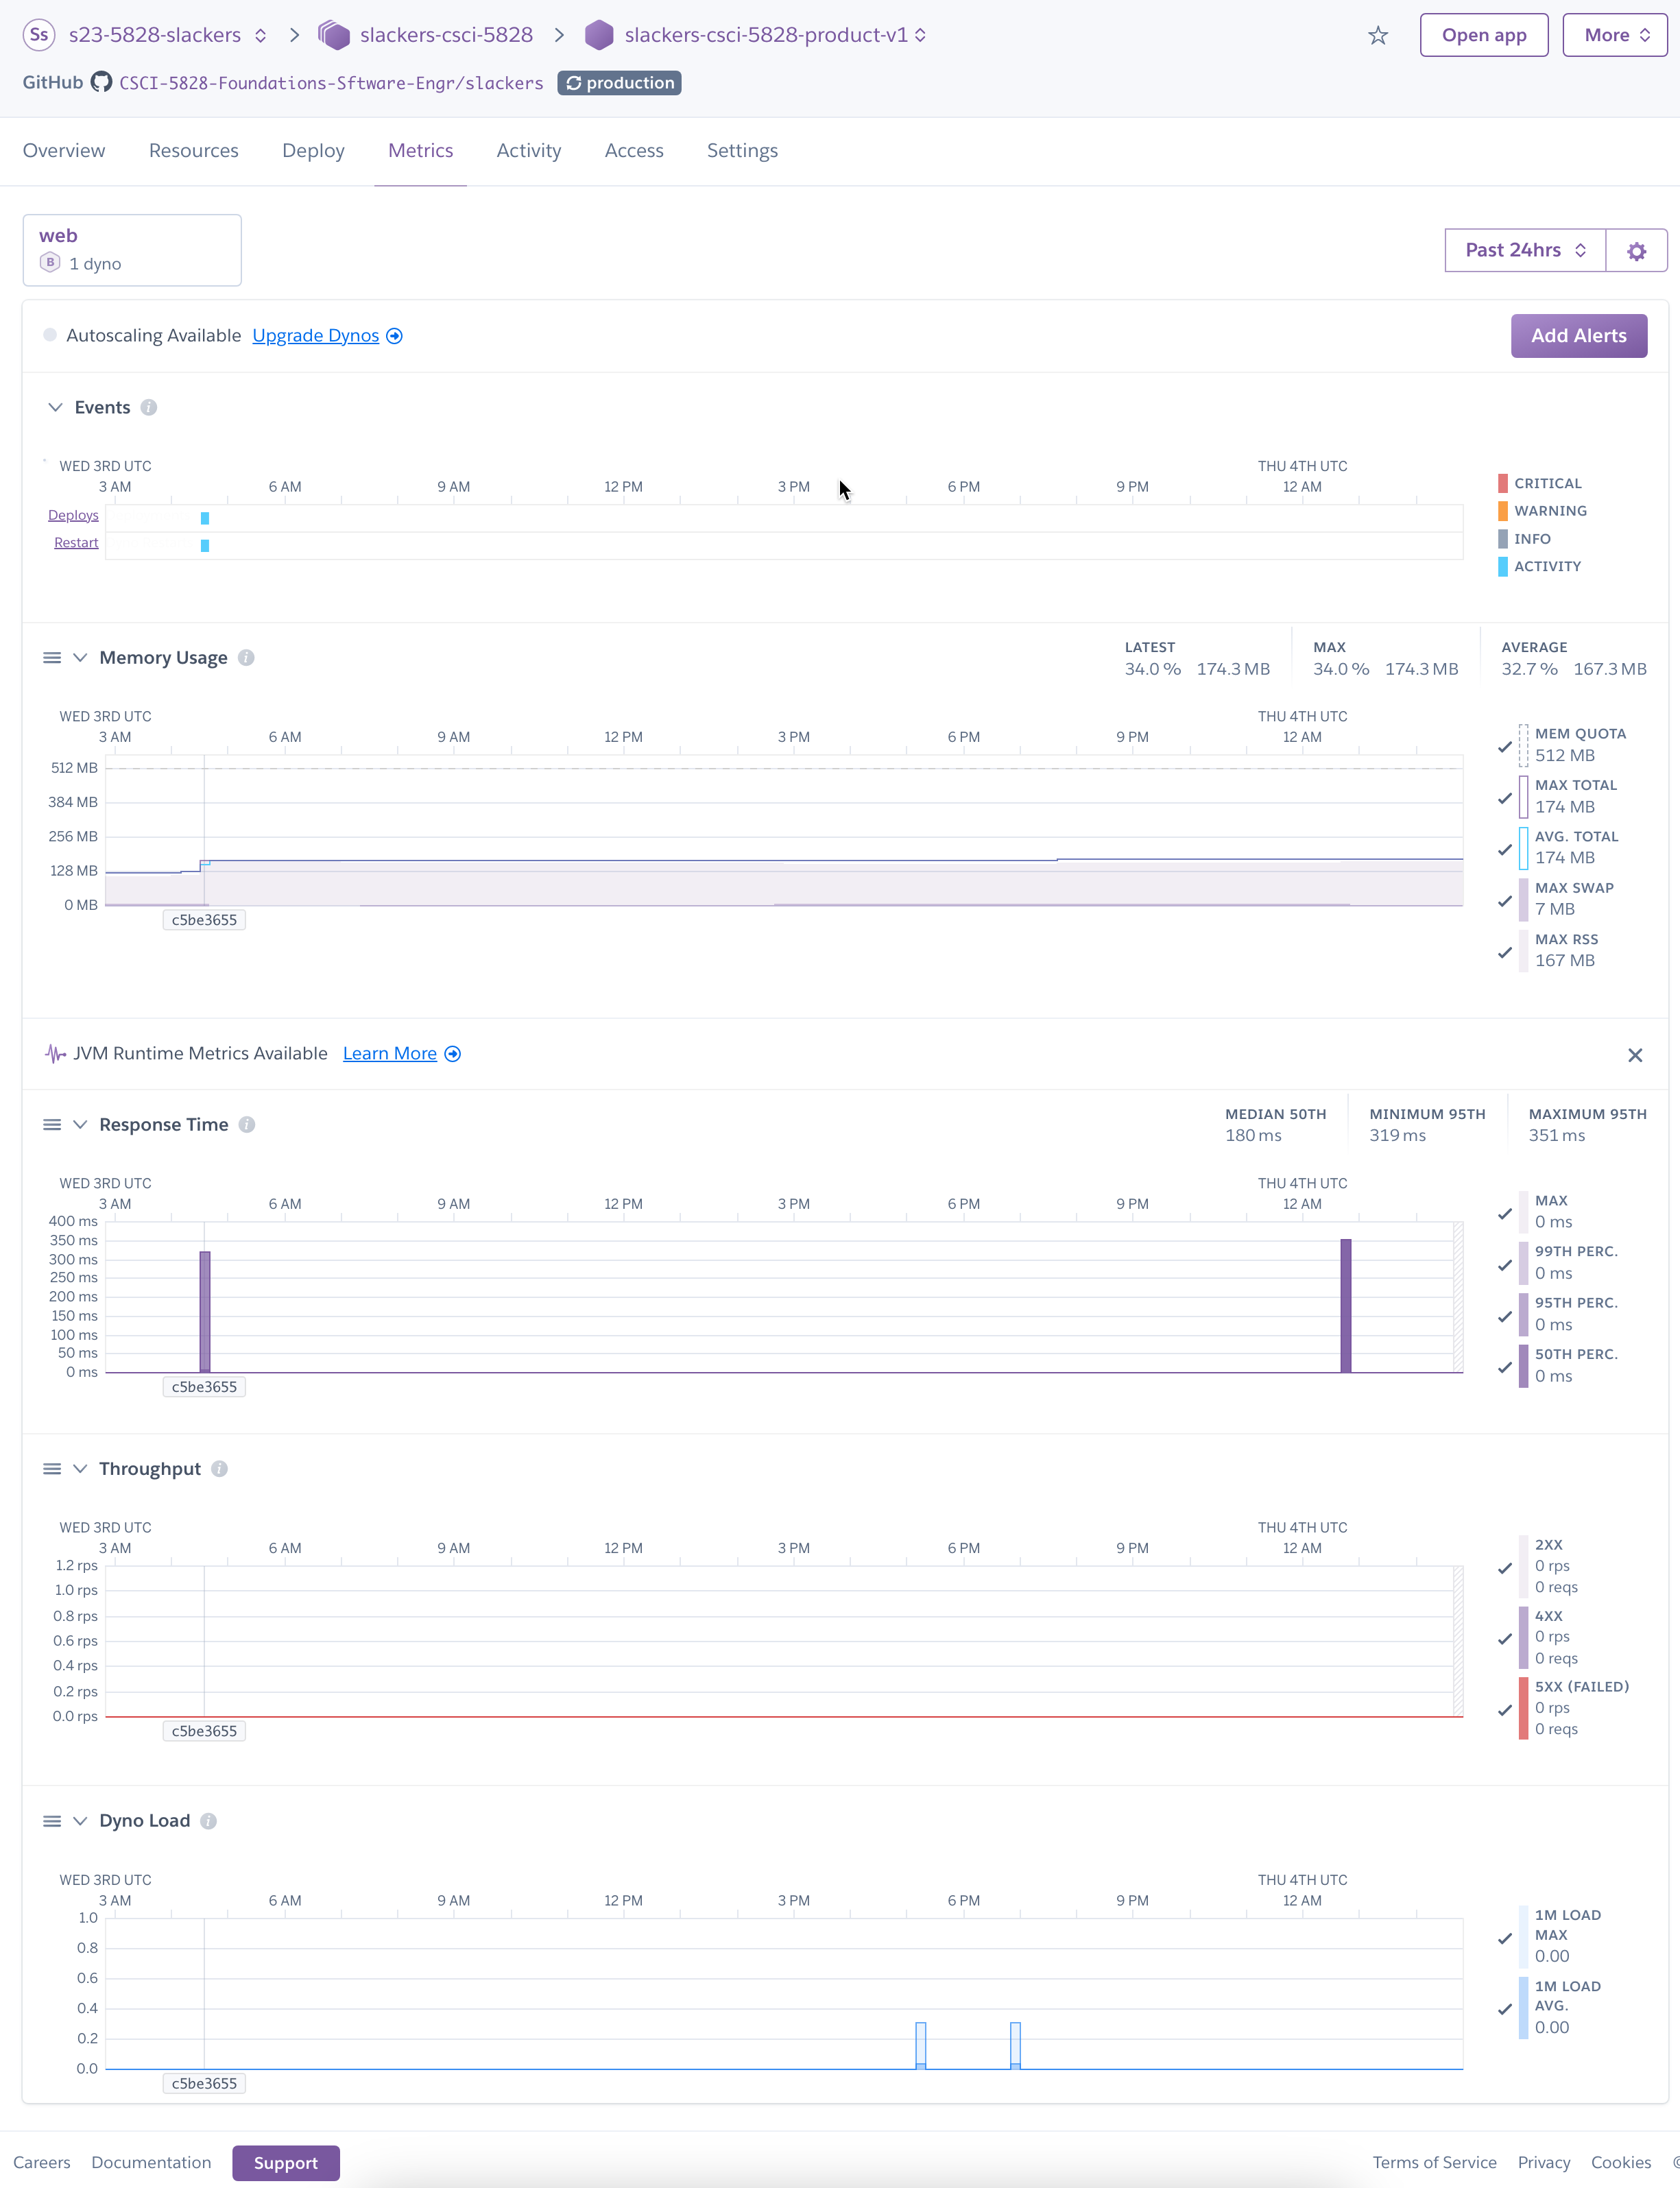 Ss s23-5828-slackers > slackers-csci-5828 > slackers-csci-5828-product-v1 Open app More
GitHub CSCI-5828-Foundations-Sftware-Engr/slackers production
Overview Resources Deploy Metrics Activity Access Settings
web
B 1 dyno
Past 24hrs
Autoscaling Available Upgrade Dynos Add Alerts
Events
WED 3RD UTC THU 4TH UTC
3 AM 6 AM 9 AM 12 PM 3 PM 6 PM 9 PM 12 AM
Deploys
Restart
CRITICAL
WARNING
INFO
ACTIVITY
Memory Usage
LATEST MAX AVERAGE
34.0 % 174.3 MB 34.0 % 174.3 MB 32.7 % 167.3 MB
WED 3RD UTC THU 4TH UTC
3 AM 6 AM 9 AM 12 PM 3 PM 6 PM 9 PM 12 AM
512 MB
384 MB
256 MB
128 MB
0 MB
c5be3655
MEM QUOTA
512 MB
MAX TOTAL
174 MB
AVG. TOTAL
174 MB
MAX SWAP
7 MB
MAX RSS
167 MB
JVM Runtime Metrics Available Learn More
Response Time
MEDIAN 50TH MINIMUM 95TH MAXIMUM 95TH
180 ms 319 ms 351 ms
WED 3RD UTC THU 4TH UTC
3 AM 6 AM 9 AM 12 PM 3 PM 6 PM 9 PM 12 AM
400 ms
350 ms
300 ms
250 ms
200 ms
150 ms
100 ms
50 ms
0 ms
c5be3655
MAX
0 ms
99TH PERC.
0 ms
95TH PERC.
0 ms
50TH PERC.
0 ms
Throughput
WED 3RD UTC THU 4TH UTC
3 AM 6 AM 9 AM 12 PM 3 PM 6 PM 9 PM 12 AM
1.2 rps
1.0 rps
0.8 rps
0.6 rps
0.4 rps
0.2 rps
0.0 rps
c5be3655
2XX
0 rps
0 reqs
4XX
0 rps
0 reqs
5XX (FAILED)
0 rps
0 reqs
Dyno Load
WED 3RD UTC THU 4TH UTC
3 AM 6 AM 9 AM 12 PM 3 PM 6 PM 9 PM 12 AM
1.0
0.8
0.6
0.4
0.2
0.0
c5be3655
1M LOAD
MAX
0.00
1M LOAD
AVG.
0.00
Careers Documentation Support Terms of Service Privacy Cookies